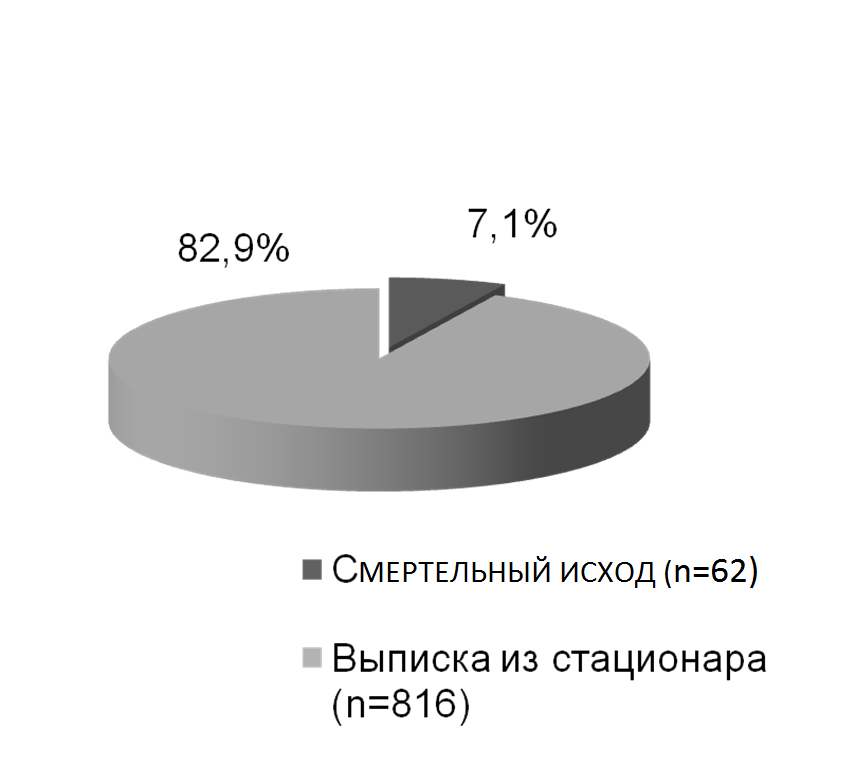 82,9%
7,1%
СМЕРТЕЛЬНЫЙ ИСХОД (n=62)
Выписка из стационара
(n=816)